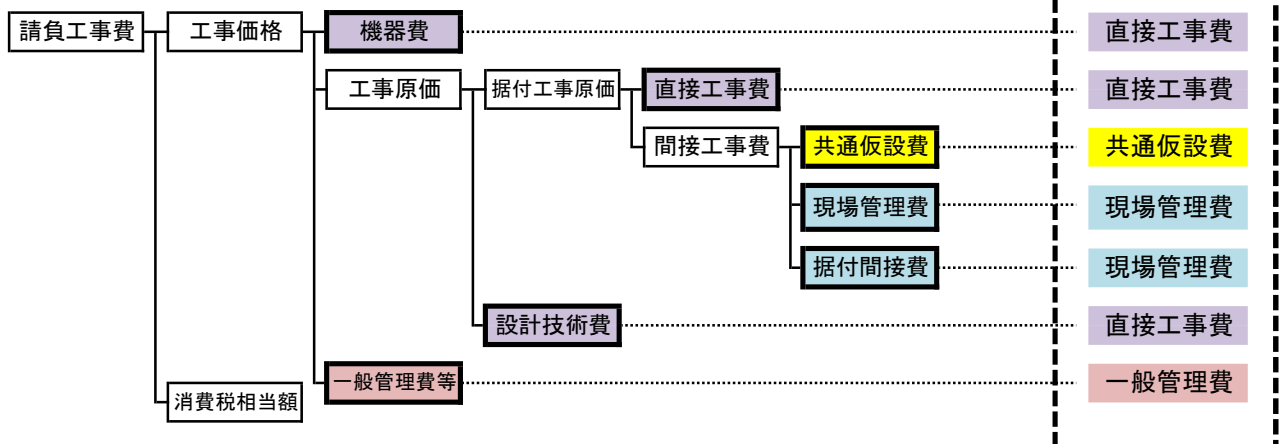 請負工事費 工事価格 機器費 直接工事費
工事原価 据付工事原価 直接工事費 直接工事費
間接工事費 共通仮設費 共通仮設費
現場管理費 現場管理費
据付間接費 現場管理費
設計技術費 直接工事費
一般管理費等 一般管理費
消費税相当額